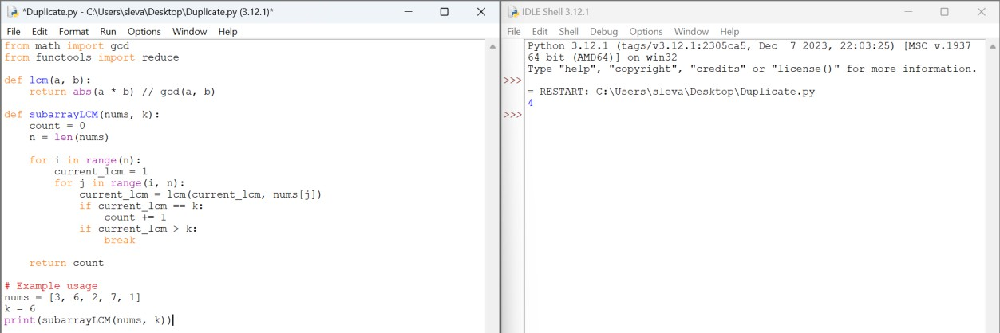 *Duplicate.py - C:\Users\sleva\Desktop\Duplicate.py (3.12.1)*
File Edit Format Run Options Window Help
from math import gcd
from functools import reduce

def lcm(a, b):
    return abs(a * b) // gcd(a, b)

def subarrayLCM(nums, k):
    count = 0
    n = len(nums)

    for i in range(n):
        current_lcm = 1
        for j in range(i, n):
            current_lcm = lcm(current_lcm, nums[j])
            if current_lcm == k:
                count += 1
            if current_lcm > k:
                break

    return count

# Example usage
nums = [3, 6, 2, 7, 1]
k = 6
print(subarrayLCM(nums, k))
IDLE Shell 3.12.1
File Edit Shell Debug Options Window Help
Python 3.12.1 (tags/v3.12.1:2305ca5, Dec  7 2023, 22:03:25) [MSC v.1937
64 bit (AMD64)] on win32
Type "help", "copyright", "credits" or "license()" for more information.
>>>
= RESTART: C:\Users\sleva\Desktop\Duplicate.py
4
>>>